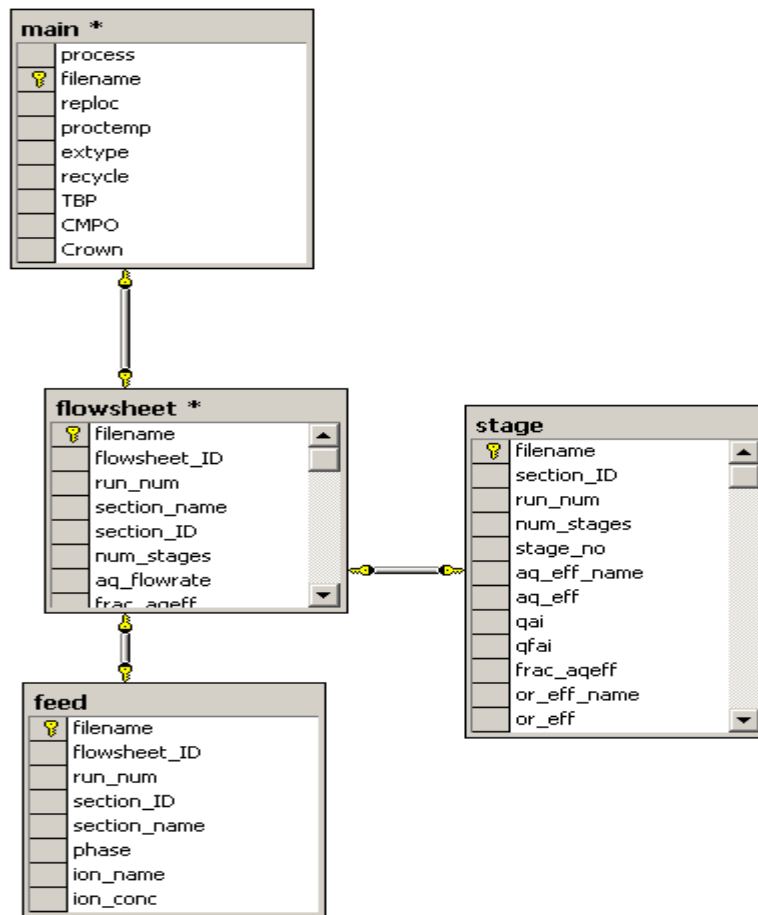 main *
process
filename
reploc
proctemp
extype
recycle
TBP
CMPO
Crown
flowsheet *
filename
flowsheet_ID
run_num
section_name
section_ID
num_stages
aq_flowrate
frac_aqeff
stage
filename
section_ID
run_num
num_stages
stage_no
aq_eff_name
aq_eff
qai
qfai
frac_aqeff
or_eff_name
or_eff
feed
filename
flowsheet_ID
run_num
section_ID
section_name
phase
ion_name
ion_conc